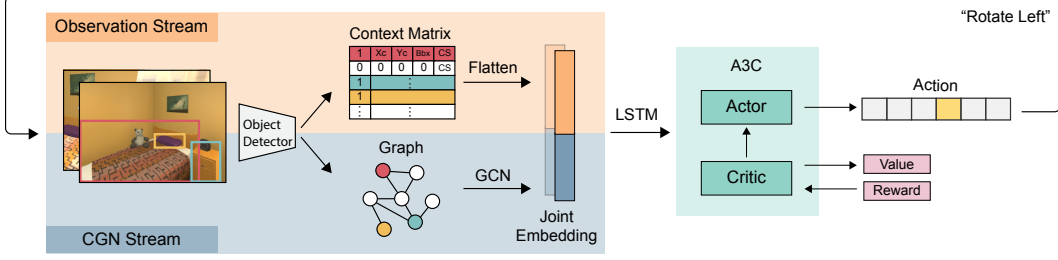 Observation Stream
Context Matrix
1 Xc Yc Bbx CS
0 0 0 0 CS
1 ⋮
1
⋮ ⋮
Flatten
Object
Detector
Graph
GCN
CGN Stream
Joint
Embedding
LSTM
A3C
Actor
Critic
"Rotate Left"
Action
Value
Reward